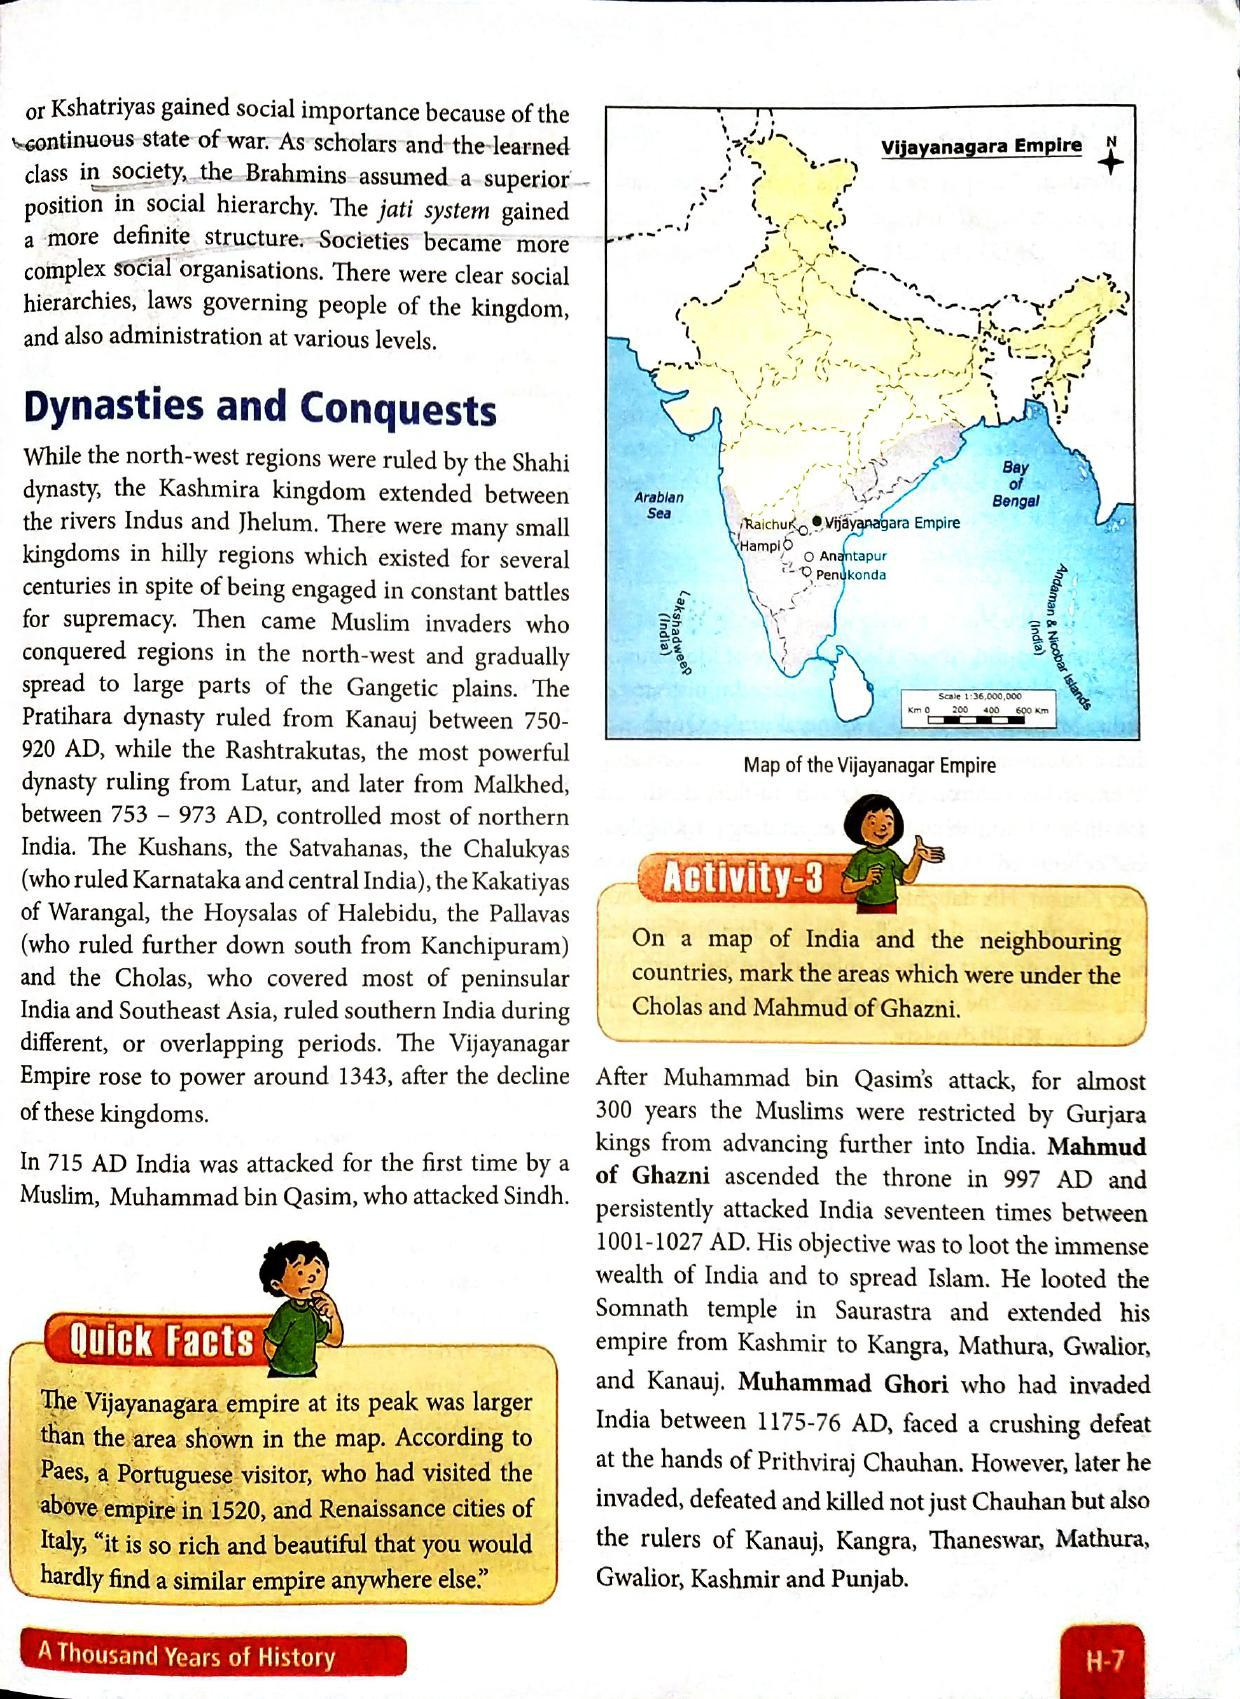 or Kshatriyas gained social importance because of the
continuous state of war. As scholars and the learned
class in society, the Brahmins assumed a superior
position in social hierarchy. The jati system gained
a more definite structure. Societies became more
complex social organisations. There were clear social
hierarchies, laws governing people of the kingdom,
and also administration at various levels.
Dynasties and Conquests
While the north-west regions were ruled by the Shahi
dynasty, the Kashmira kingdom extended between
the rivers Indus and Jhelum. There were many small
kingdoms in hilly regions which existed for several
centuries in spite of being engaged in constant battles
for supremacy. Then came Muslim invaders who
conquered regions in the north-west and gradually
spread to large parts of the Gangetic plains. The
Pratihara dynasty ruled from Kanauj between 750-
920 AD, while the Rashtrakutas, the most powerful
dynasty ruling from Latur, and later from Malkhed,
between 753 – 973 AD, controlled most of northern
India. The Kushans, the Satvahanas, the Chalukyas
(who ruled Karnataka and central India), the Kakatiyas
of Warangal, the Hoysalas of Halebidu, the Pallavas
(who ruled further down south from Kanchipuram)
and the Cholas, who covered most of peninsular
India and Southeast Asia, ruled southern India during
different, or overlapping periods. The Vijayanagar
Empire rose to power around 1343, after the decline
of these kingdoms.
In 715 AD India was attacked for the first time by a
Muslim, Muhammad bin Qasim, who attacked Sindh.
Quick Facts
The Vijayanagara empire at its peak was larger
than the area shown in the map. According to
Paes, a Portuguese visitor, who had visited the
above empire in 1520, and Renaissance cities of
Italy, “it is so rich and beautiful that you would
hardly find a similar empire anywhere else.”
Vijayanagara Empire
N
Arabian
Sea
Bay
of
Bengal
Raichur
Vijayanagara Empire
Hampi
Anantapur
Penukonda
Lakshadweep
(India)
Andaman & Nicobar Islands
(India)
Scale 1:36,000,000
Km 0 200 400 600 Km
Map of the Vijayanagar Empire
Activity-3
On a map of India and the neighbouring
countries, mark the areas which were under the
Cholas and Mahmud of Ghazni.
After Muhammad bin Qasim’s attack, for almost
300 years the Muslims were restricted by Gurjara
kings from advancing further into India. Mahmud
of Ghazni ascended the throne in 997 AD and
persistently attacked India seventeen times between
1001-1027 AD. His objective was to loot the immense
wealth of India and to spread Islam. He looted the
Somnath temple in Saurastra and extended his
empire from Kashmir to Kangra, Mathura, Gwalior,
and Kanauj. Muhammad Ghori who had invaded
India between 1175-76 AD, faced a crushing defeat
at the hands of Prithviraj Chauhan. However, later he
invaded, defeated and killed not just Chauhan but also
the rulers of Kanauj, Kangra, Thaneswar, Mathura,
Gwalior, Kashmir and Punjab.
A Thousand Years of History
H-7